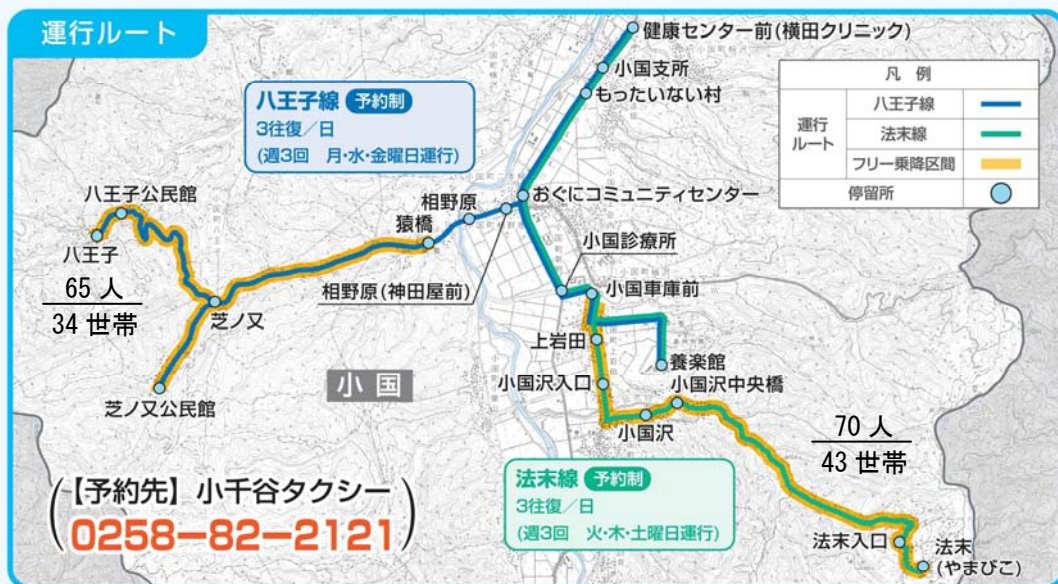 運行ルート
健康センター前(横田クリニック)
小国支所
もったいない村
凡 例
運行
ルート
八王子線
法末線
フリー乗降区間
停留所
八王子線 予約制
3往復/日
(週3回 月・水・金曜日運行)
おぐにコミュニティセンター
八王子公民館
相野原
猿橋
八王子
小国診療所
65 人
34 世帯
相野原(神田屋前)
小国車庫前
芝ノ又
上岩田
養楽館
小国
小国沢入口
小国沢中央橋
芝ノ又公民館
小国沢
70 人
43 世帯
法末線 予約制
3往復/日
(週3回 火・木・土曜日運行)
(【予約先】小千谷タクシー
0258-82-2121)
法末入口
法末
(やまびこ)